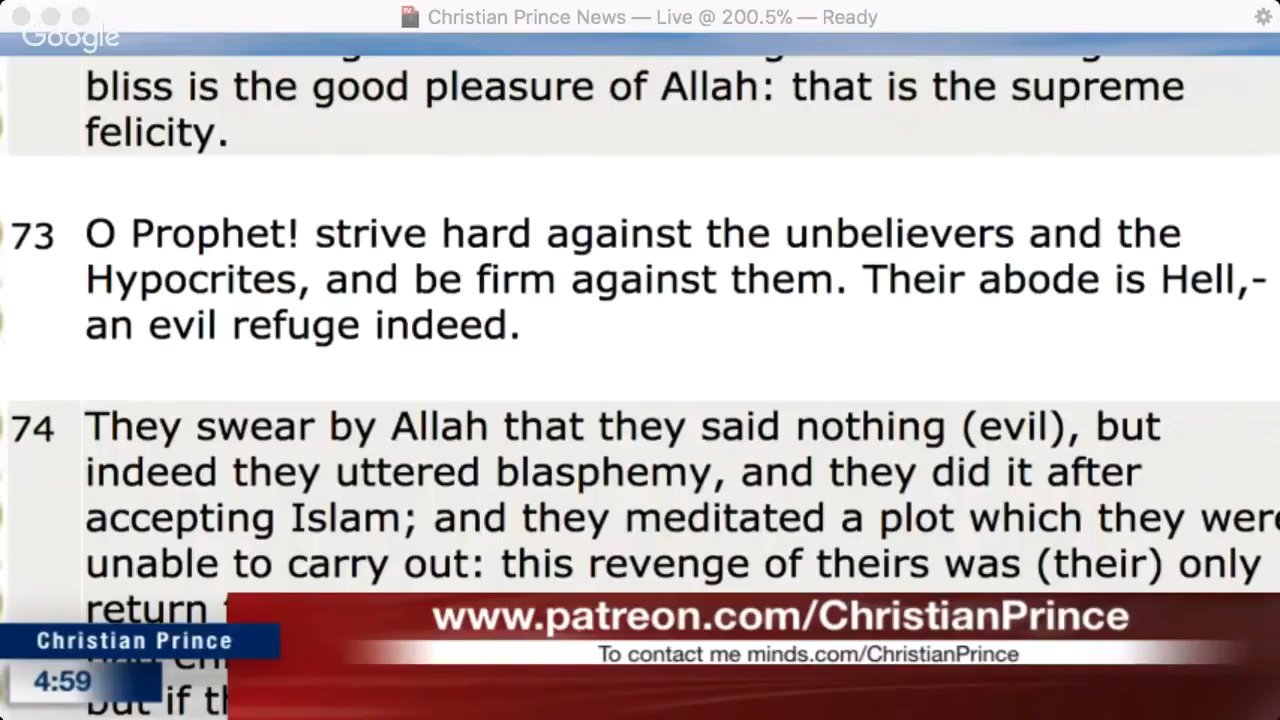 Christian Prince News — Live @ 200.5% — Ready
Google
bliss is the good pleasure of Allah: that is the supreme
felicity.
73 O Prophet! strive hard against the unbelievers and the
Hypocrites, and be firm against them. Their abode is Hell,-
an evil refuge indeed.
74 They swear by Allah that they said nothing (evil), but
indeed they uttered blasphemy, and they did it after
accepting Islam; and they meditated a plot which they were
unable to carry out: this revenge of theirs was (their) only
return
but if th
www.patreon.com/ChristianPrince
To contact me minds.com/ChristianPrince
Christian Prince
4:59